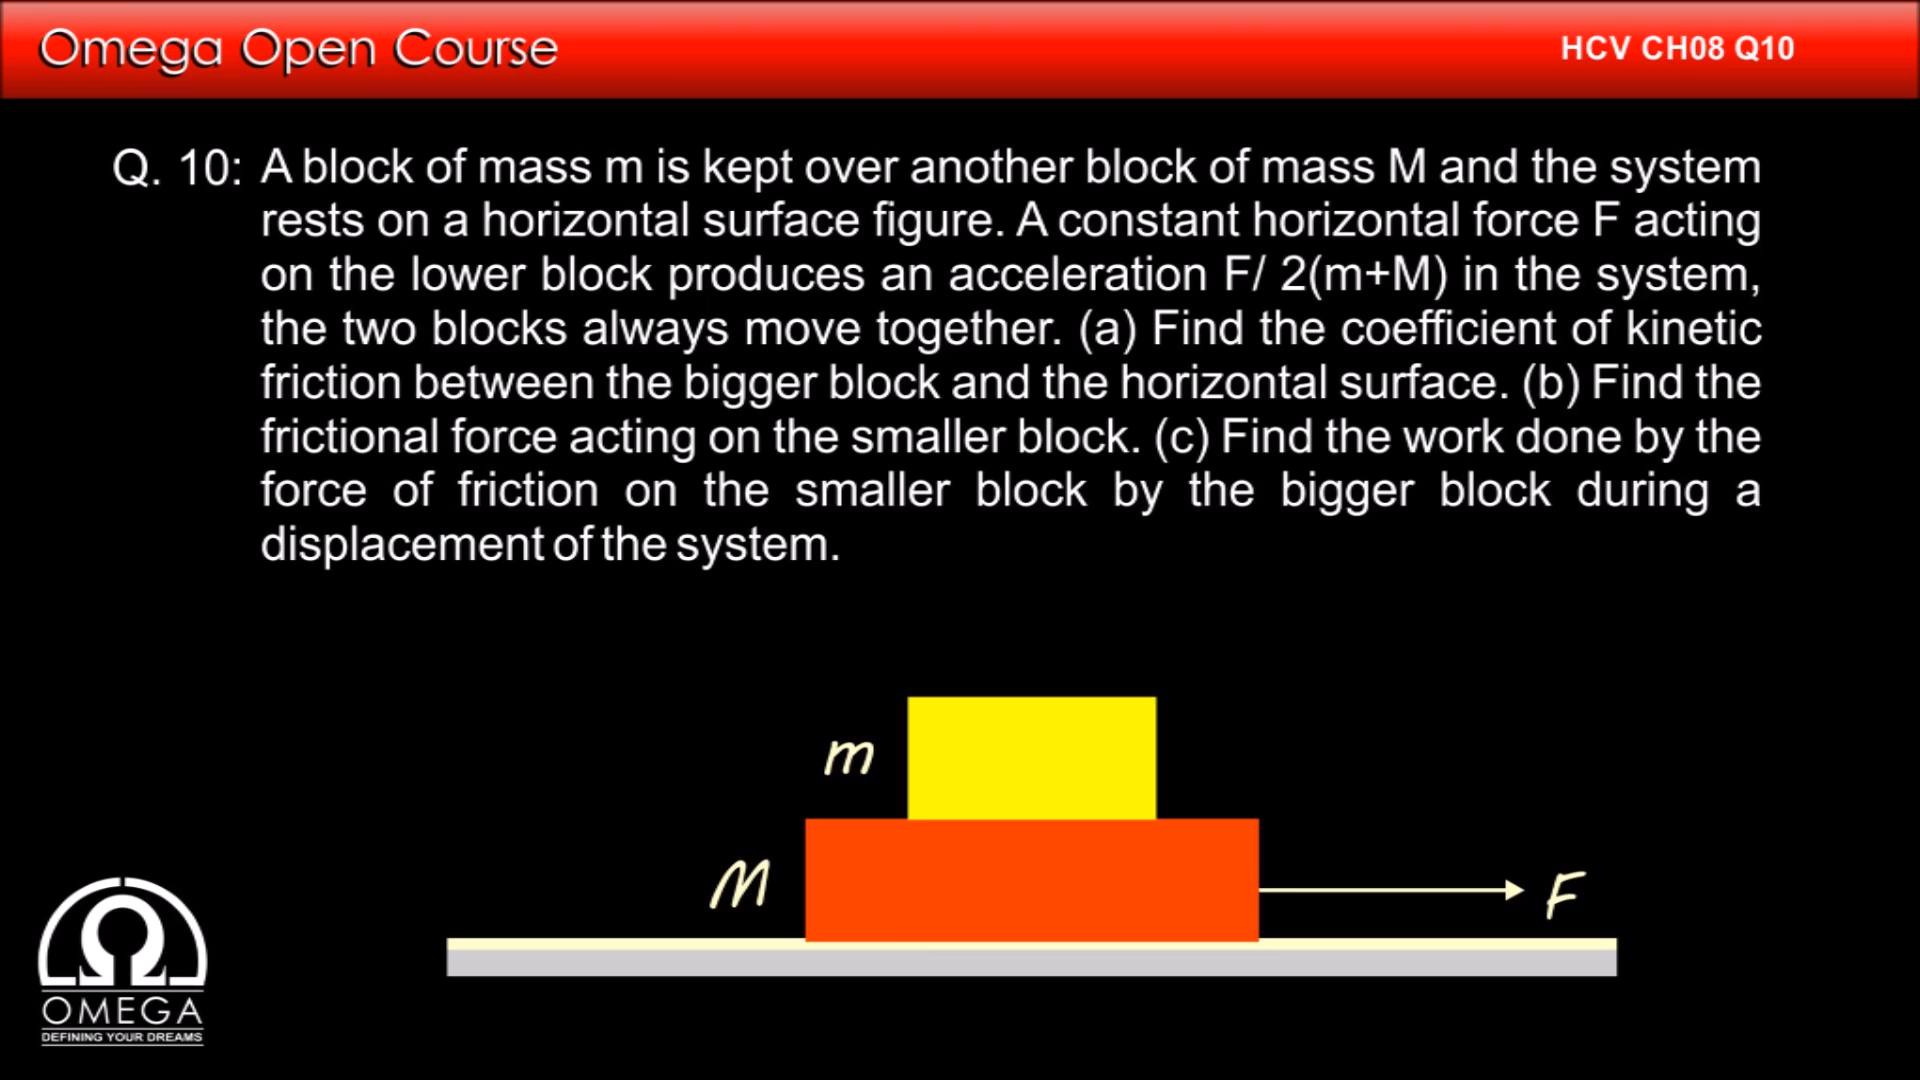 Omega Open Course
HCV CH08 Q10
Q. 10: A block of mass m is kept over another block of mass M and the system
rests on a horizontal surface figure. A constant horizontal force F acting
on the lower block produces an acceleration F/ 2(m+M) in the system,
the two blocks always move together. (a) Find the coefficient of kinetic
friction between the bigger block and the horizontal surface. (b) Find the
frictional force acting on the smaller block. (c) Find the work done by the
force of friction on the smaller block by the bigger block during a
displacement of the system.
m
M
F
OMEGA
DEFINING YOUR DREAMS